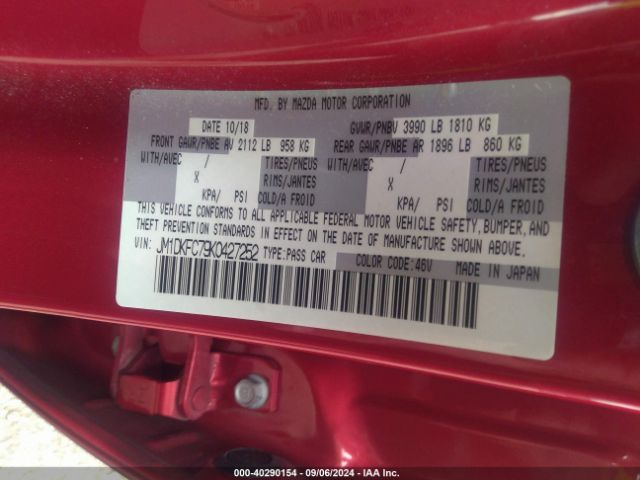 MFD. BY MAZDA MOTOR CORPORATION
DATE 10/18 GVWR/PNBV 3990 LB 1810 KG
FRONT GAWR/PNBE AV 2112 LB 958 KG REAR GAWR/PNBE AR 1896 LB 860 KG
WITH/AVEC / TIRES/PNEUS WITH/AVEC / TIRES/PNEUS
X RIMS/JANTES X RIMS/JANTES
KPA/ PSI COLD/A FROID KPA/ PSI COLD/A FROID
THIS VEHICLE CONFORMS TO ALL APPLICABLE FEDERAL MOTOR VEHICLE SAFETY, BUMPER, AND
THEFT PREVENTION STANDARDS IN EFFECT ON THE DATE OF MANUFACTURE SHOWN ABOVE.
VIN: JM1DKFC79K0427252 TYPE:PASS CAR COLOR CODE:46V MADE IN JAPAN
000-40290154 - 09/06/2024 - IAA Inc.